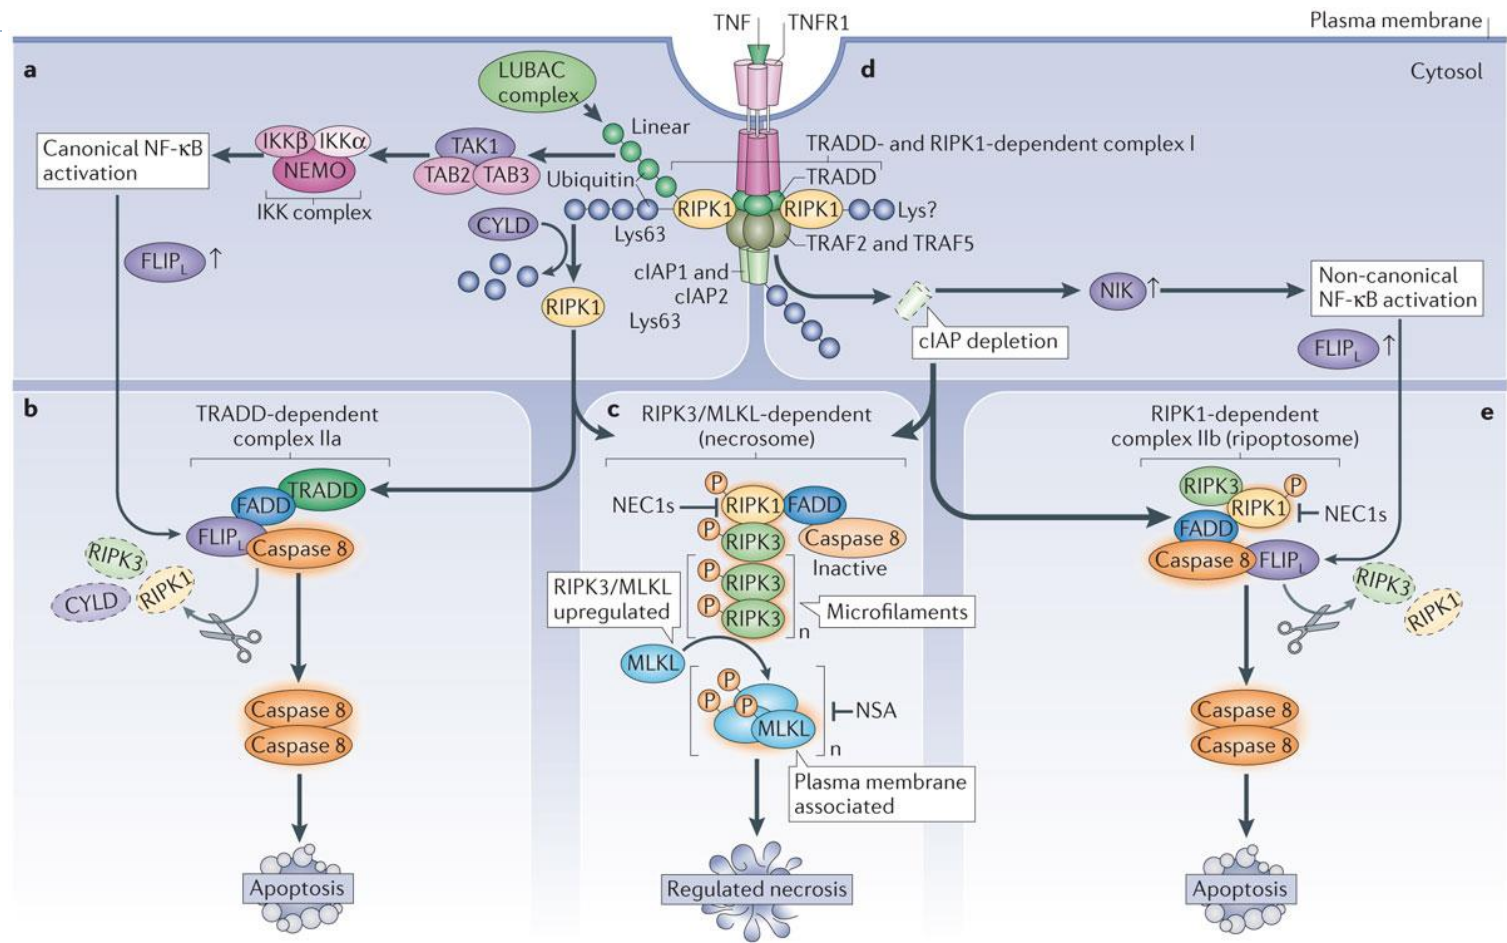 TNF
TNFR1
Plasma membrane
a
LUBAC
complex
d
Cytosol
Linear
TRADD- and RIPK1-dependent complex I
Canonical NF-κB
activation
IKKβ
IKKα
NEMO
IKK complex
TAK1
TAB2
TAB3
Ubiquitin
TRADD
RIPK1
RIPK1
Lys?
CYLD
Lys63
TRAF2 and TRAF5
FLIPL ↑
cIAP1 and
cIAP2
RIPK1
Lys63
NIK ↑
Non-canonical
NF-κB activation
cIAP depletion
FLIPL ↑
b
TRADD-dependent
complex IIa
TRADD
FADD
FLIPL
Caspase 8
RIPK3
CYLD
RIPK1
Caspase 8
Caspase 8
Apoptosis
c
RIPK3/MLKL-dependent
(necrosome)
P
NEC1s
RIPK1
FADD
P
RIPK3
Caspase 8
Inactive
P
RIPK3
P
RIPK3
n
RIPK3/MLKL
upregulated
Microfilaments
MLKL
P
P
P
MLKL
n
NSA
Plasma membrane
associated
Regulated necrosis
e
RIPK1-dependent
complex IIb (ripoptosome)
RIPK3
P
RIPK1
NEC1s
FADD
Caspase 8
FLIPL
RIPK3
RIPK1
Caspase 8
Caspase 8
Apoptosis